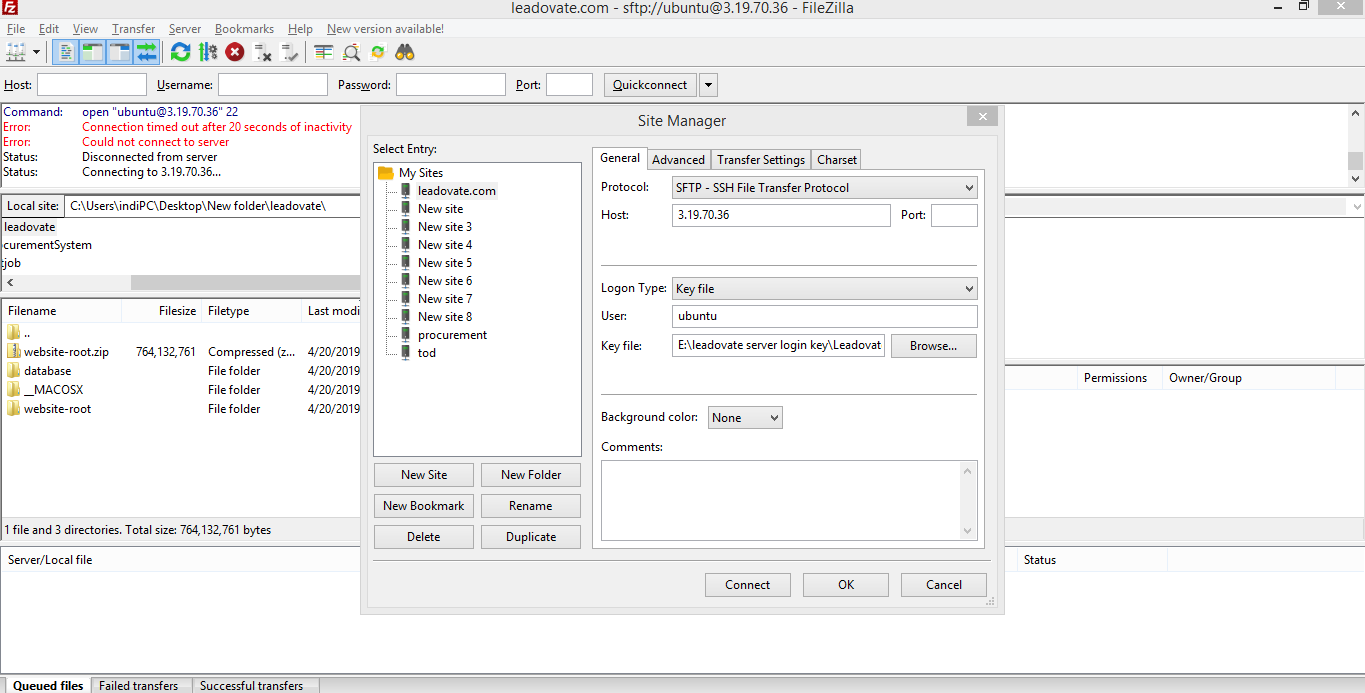 leadovate.com - sftp://ubuntu@3.19.70.36 - FileZilla
File Edit View Transfer Server Bookmarks Help New version available!
Host: Username: Password: Port: Quickconnect
Command: open "ubuntu@3.19.70.36" 22
Error: Connection timed out after 20 seconds of inactivity
Error: Could not connect to server
Status: Disconnected from server
Status: Connecting to 3.19.70.36...
Local site: C:\Users\indiPC\Desktop\New folder\leadovate\
leadovate
ocurementSystem
tjob
Filename Filesize Filetype Last modi
..
website-root.zip 764,132,761 Compressed (z... 4/20/2019
database File folder 4/20/2019
__MACOSX File folder 4/20/2019
website-root File folder 4/20/2019
1 file and 3 directories. Total size: 764,132,761 bytes
Server/Local file
Site Manager
Select Entry:
My Sites
leadovate.com
New site
New site 3
New site 4
New site 5
New site 6
New site 7
New site 8
procurement
tod
New Site New Folder
New Bookmark Rename
Delete Duplicate
General Advanced Transfer Settings Charset
Protocol: SFTP - SSH File Transfer Protocol
Host: 3.19.70.36 Port:
Logon Type: Key file
User: ubuntu
Key file: E:\leadovate server login key\Leadovat Browse...
Background color: None
Comments:
Connect OK Cancel
Permissions Owner/Group
Status
Queued files Failed transfers Successful transfers